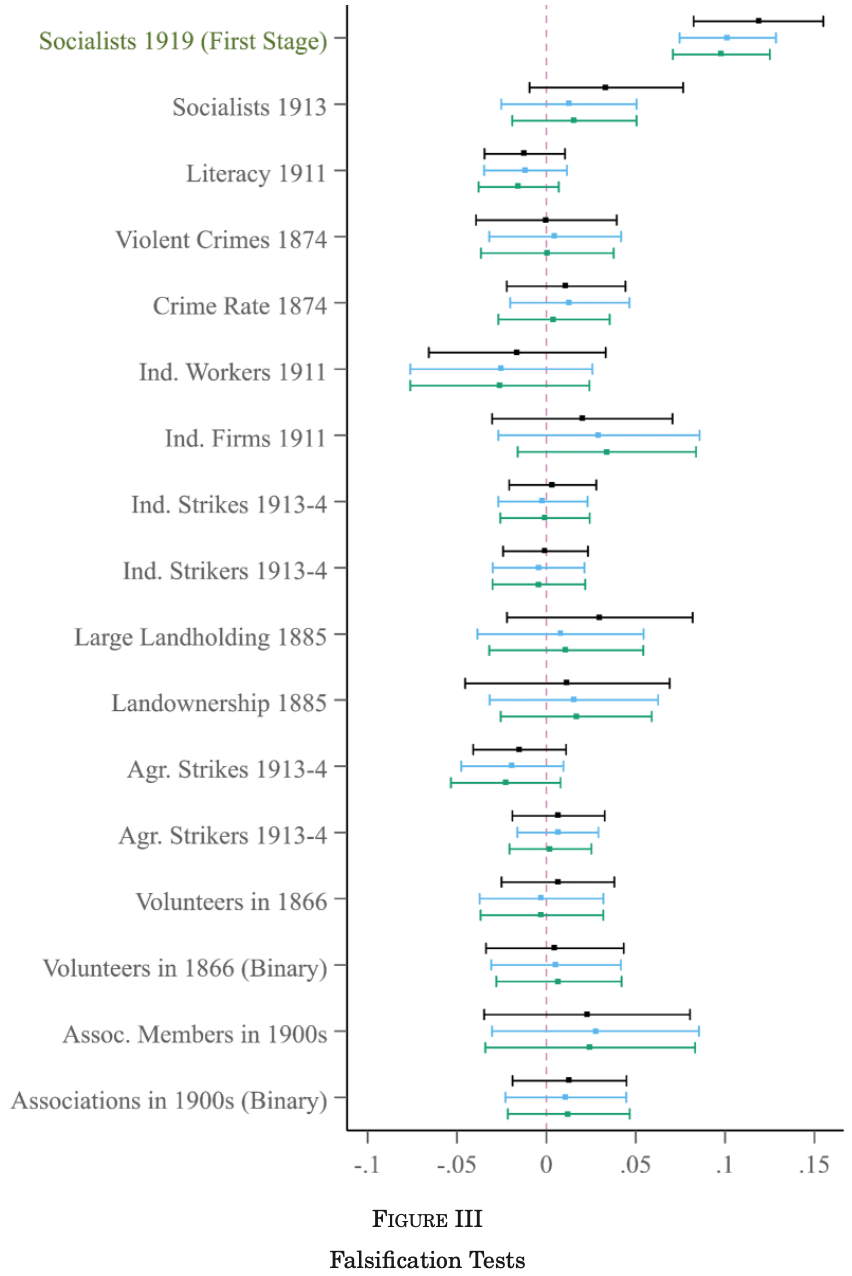 Socialists 1919 (First Stage)
Socialists 1913
Literacy 1911
Violent Crimes 1874
Crime Rate 1874
Ind. Workers 1911
Ind. Firms 1911
Ind. Strikes 1913-4
Ind. Strikers 1913-4
Large Landholding 1885
Landownership 1885
Agr. Strikes 1913-4
Agr. Strikers 1913-4
Volunteers in 1866
Volunteers in 1866 (Binary)
Assoc. Members in 1900s
Associations in 1900s (Binary)
-.1 -.05 0 .05 .1 .15
FIGURE III
Falsification Tests